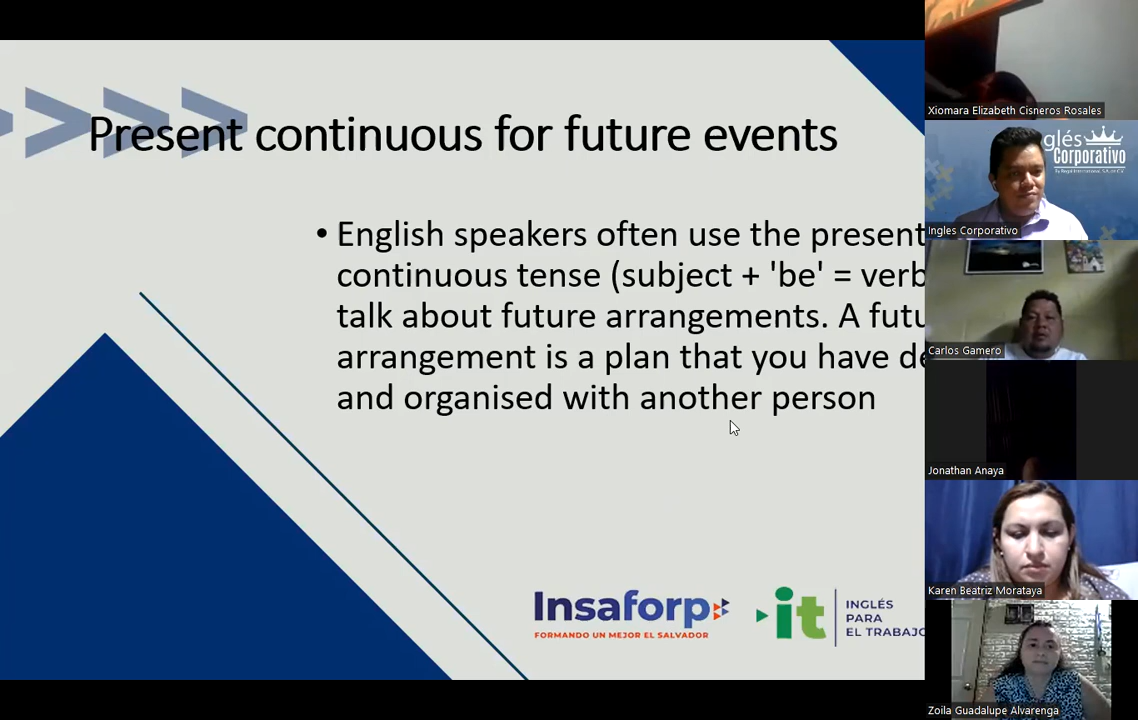 Present continuous for future events
• English speakers often use the present
continuous tense (subject + 'be' = verb
talk about future arrangements. A futu
arrangement is a plan that you have de
and organised with another person
Insaforp
FORMANDO UN MEJOR EL SALVADOR
it
INGLÉS
PARA
EL TRABAJO
Xiomara Elizabeth Cisneros Rosales
glés
Corporativo
Ingles Corporativo
Carlos Gamero
Jonathan Anaya
Karen Beatriz Morataya
Zoila Guadalupe Alvarenga